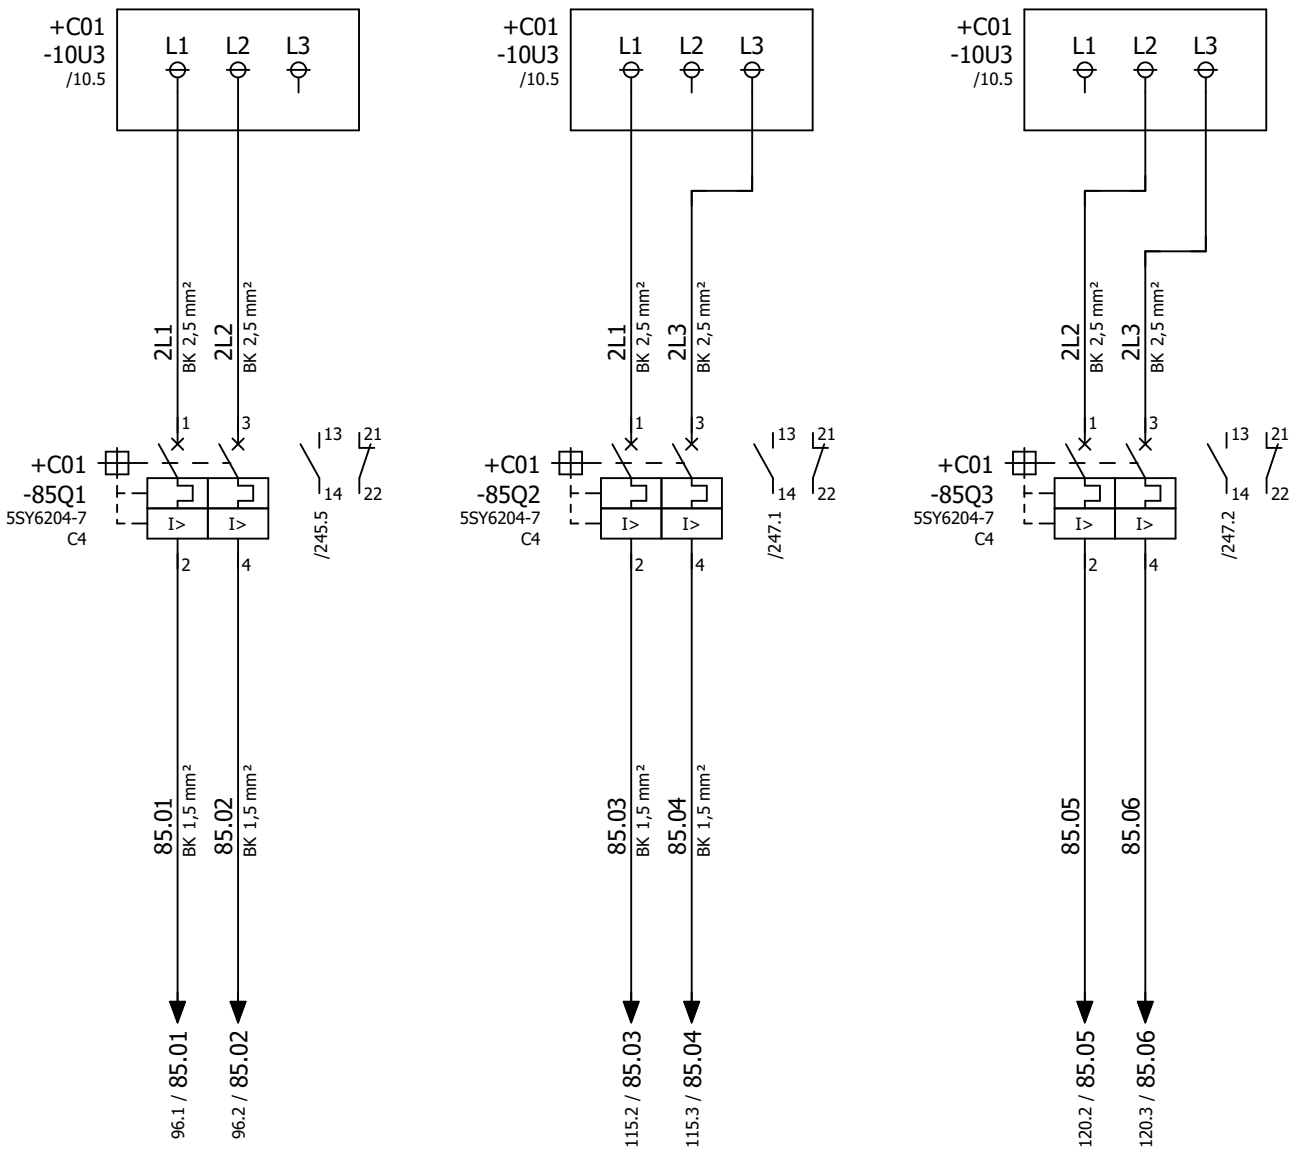 +C01
-10U3
/10.5
L1 L2 L3
2L1
BK 2,5 mm²
2L2
BK 2,5 mm²
1 3
13 21
+C01
-85Q1
5SY6204-7
C4
I> I>
14 22
/245.5
2 4
85.01
BK 1,5 mm²
85.02
BK 1,5 mm²
96.1 / 85.01
96.2 / 85.02
+C01
-10U3
/10.5
L1 L2 L3
2L1
BK 2,5 mm²
2L3
BK 2,5 mm²
1 3
13 21
+C01
-85Q2
5SY6204-7
C4
I> I>
14 22
/247.1
2 4
85.03
BK 1,5 mm²
85.04
BK 1,5 mm²
115.2 / 85.03
115.3 / 85.04
+C01
-10U3
/10.5
L1 L2 L3
2L2
BK 2,5 mm²
2L3
BK 2,5 mm²
1 3
13 21
+C01
-85Q3
5SY6204-7
C4
I> I>
14 22
/247.2
2 4
85.05
85.06
120.2 / 85.05
120.3 / 85.06